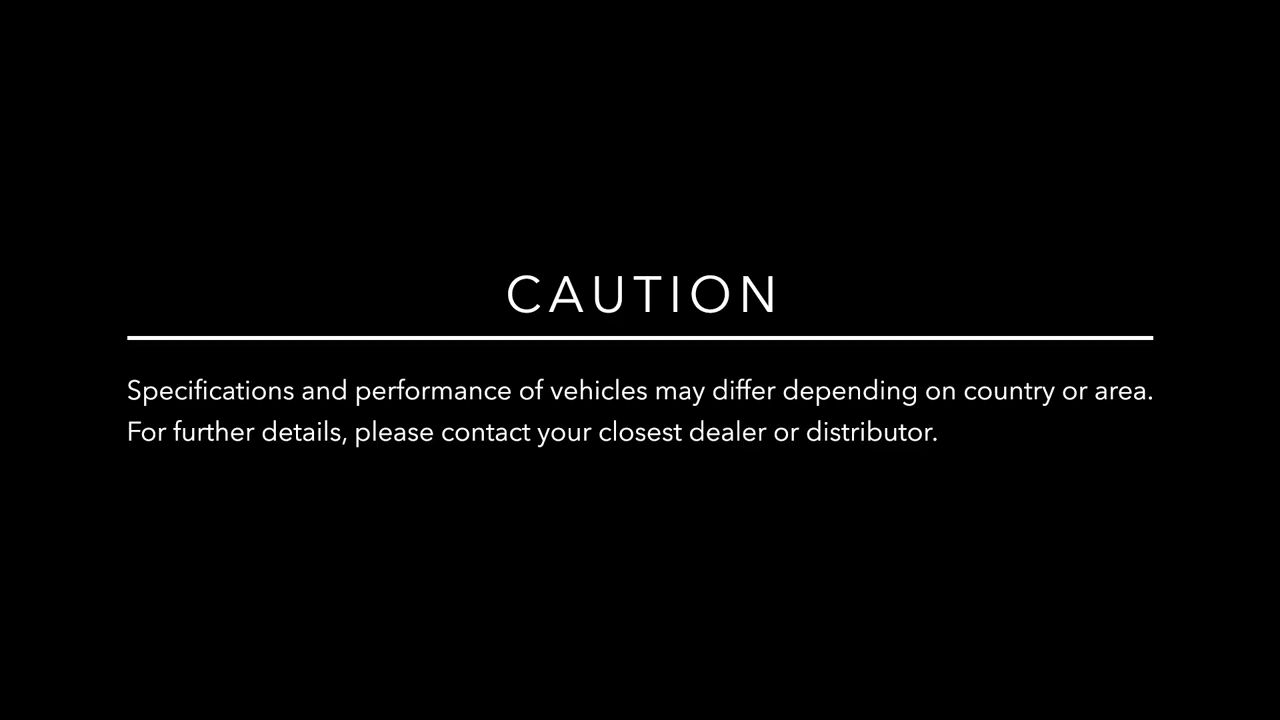 CAUTION
Specifications and performance of vehicles may differ depending on country or area.
For further details, please contact your closest dealer or distributor.